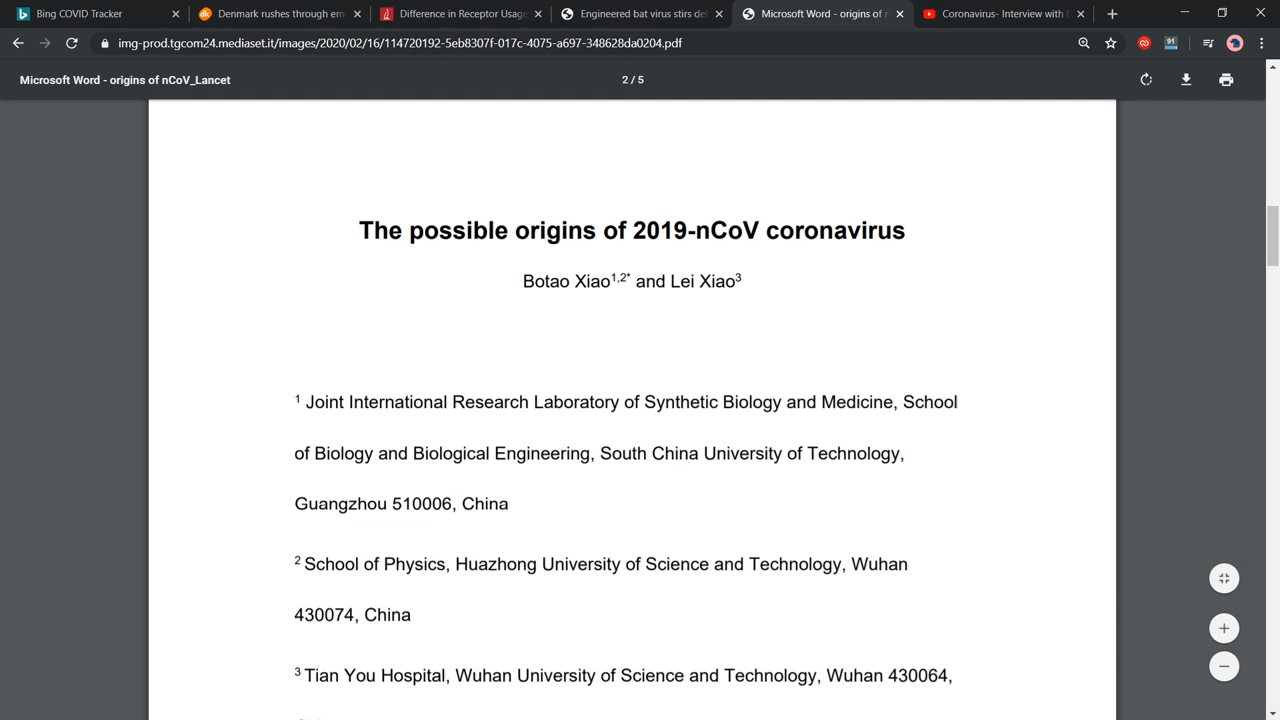 Bing COVID Tracker
Denmark rushes through em
Difference in Receptor Usage
Engineered bat virus stirs de
Microsoft Word - origins of n
Coronavirus- Interview with D
img-prod.tgcom24.mediaset.it/images/2020/02/16/114720192-5eb8307f-017c-4075-a697-348628da0204.pdf
91
Microsoft Word - origins of nCoV_Lancet
2 / 5
The possible origins of 2019-nCoV coronavirus
Botao Xiao1,2* and Lei Xiao3
1 Joint International Research Laboratory of Synthetic Biology and Medicine, School
of Biology and Biological Engineering, South China University of Technology,
Guangzhou 510006, China
2 School of Physics, Huazhong University of Science and Technology, Wuhan
430074, China
3 Tian You Hospital, Wuhan University of Science and Technology, Wuhan 430064,